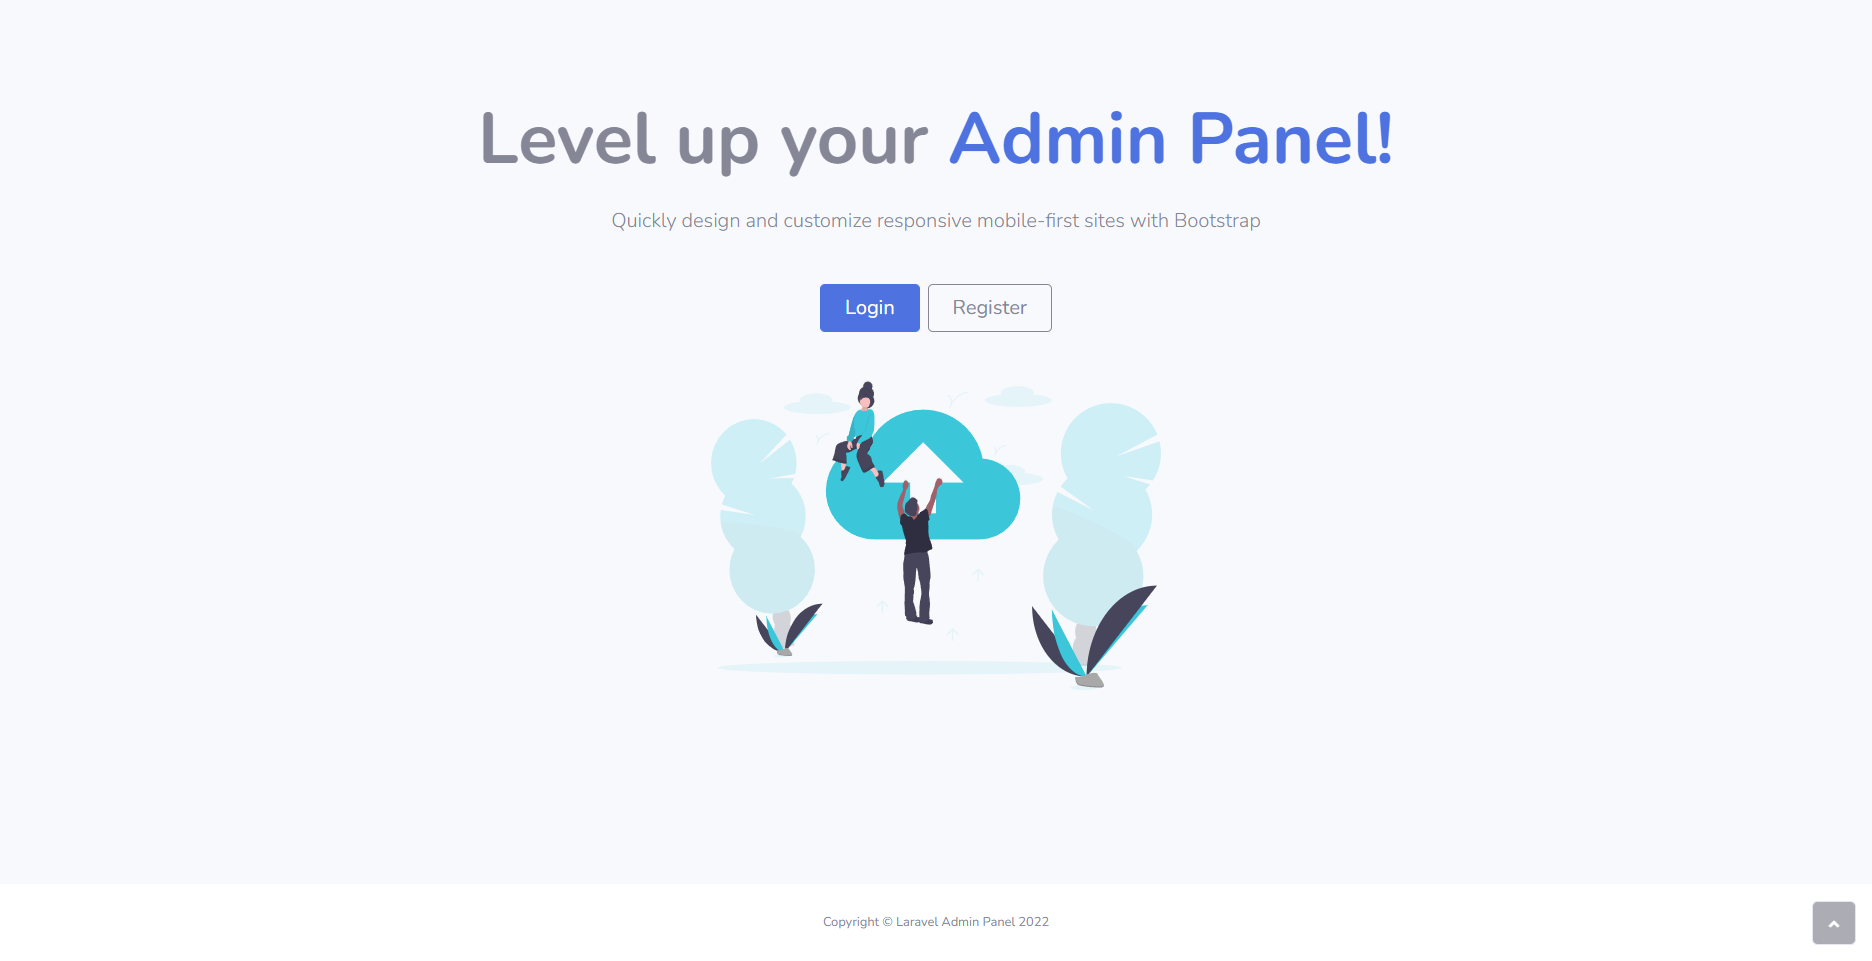 Level up your Admin Panel!
Quickly design and customize responsive mobile-first sites with Bootstrap
Login
Register
Copyright © Laravel Admin Panel 2022